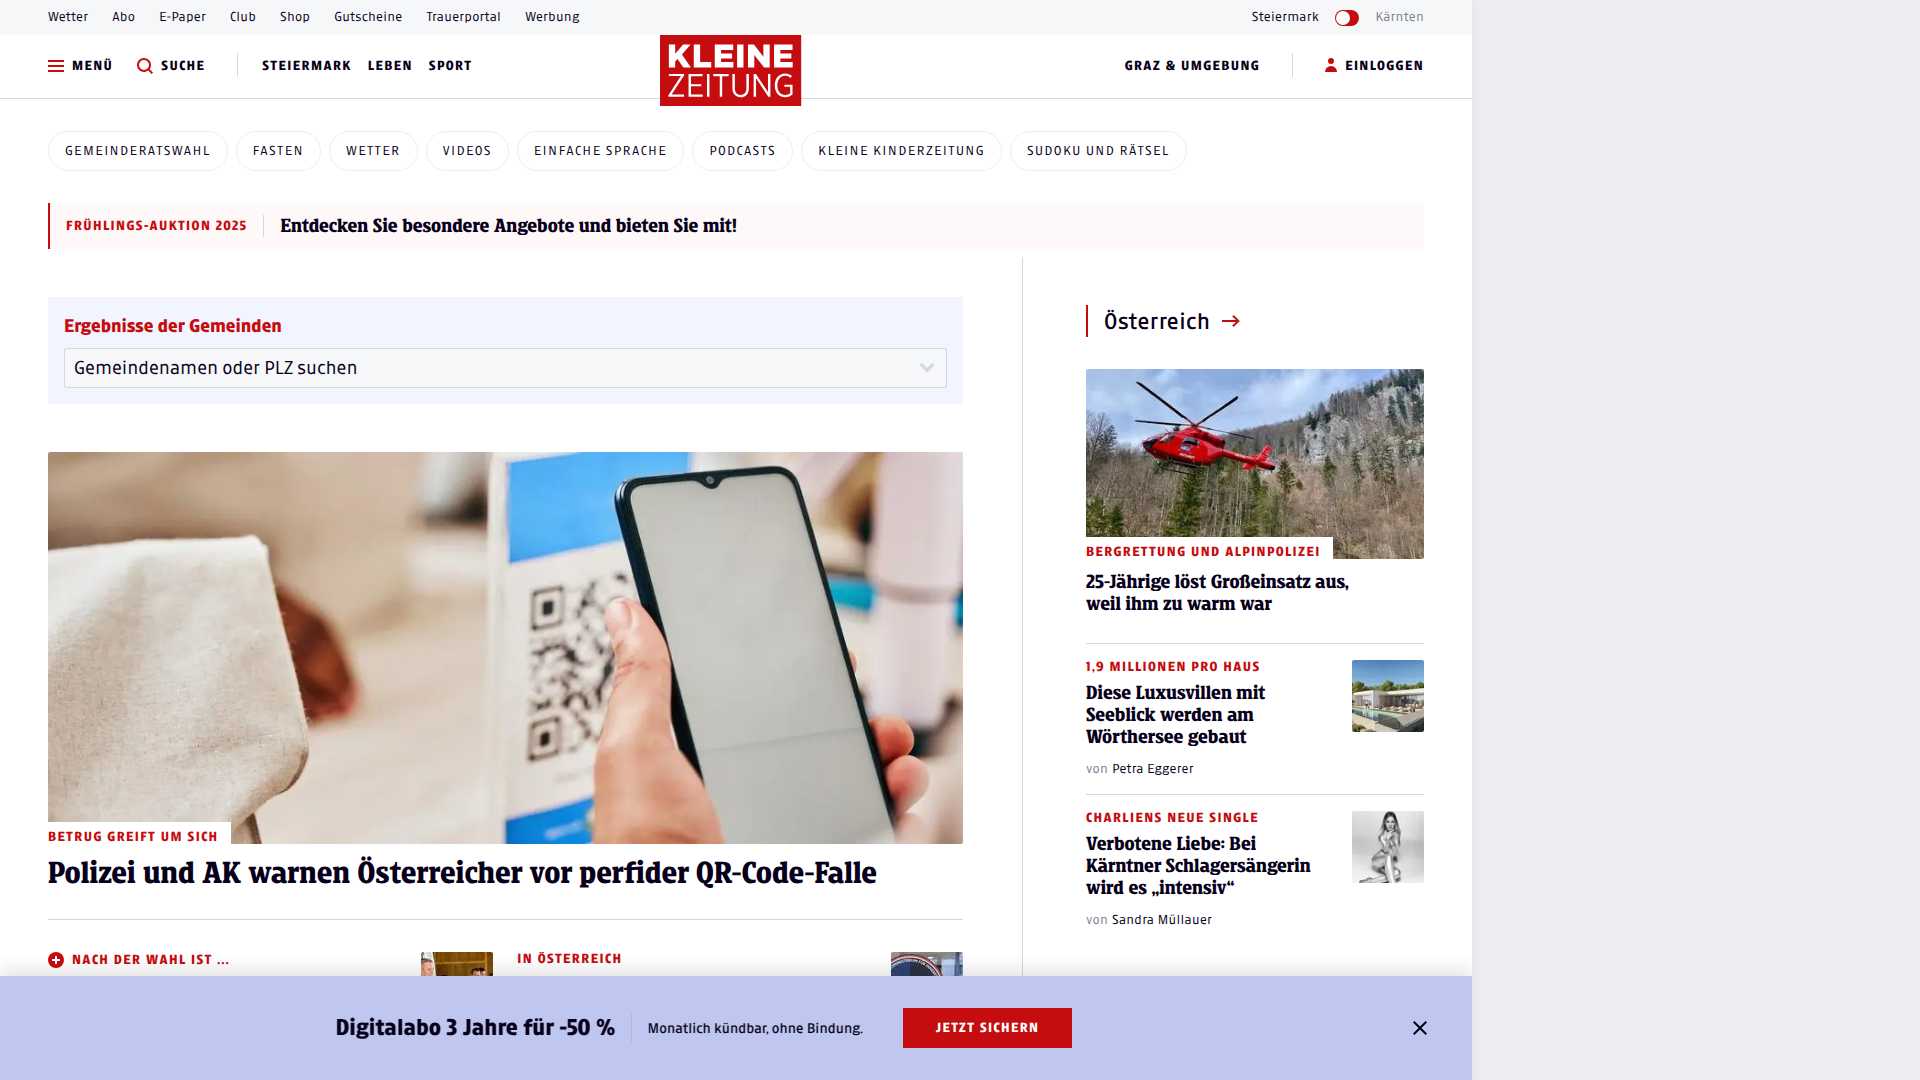 Wetter Abo E-Paper Club Shop Gutscheine Trauerportal Werbung Steiermark Kärnten
MENÜ SUCHE STEIERMARK LEBEN SPORT KLEINE ZEITUNG GRAZ & UMGEBUNG EINLOGGEN
GEMEINDERATSWAHL FASTEN WETTER VIDEOS EINFACHE SPRACHE PODCASTS KLEINE KINDERZEITUNG SUDOKU UND RÄTSEL
FRÜHLINGS-AUKTION 2025 Entdecken Sie besondere Angebote und bieten Sie mit!
Ergebnisse der Gemeinden
Gemeindenamen oder PLZ suchen
BETRUG GREIFT UM SICH
Polizei und AK warnen Österreicher vor perfider QR-Code-Falle
NACH DER WAHL IST ...
IN ÖSTERREICH
Österreich
BERGRETTUNG UND ALPINPOLIZEI
25-Jährige löst Großeinsatz aus,
weil ihm zu warm war
1,9 MILLIONEN PRO HAUS
Diese Luxusvillen mit
Seeblick werden am
Wörthersee gebaut
von Petra Eggerer
CHARLIENS NEUE SINGLE
Verbotene Liebe: Bei
Kärntner Schlagersängerin
wird es „intensiv“
von Sandra Müllauer
Digitalabo 3 Jahre für -50 % Monatlich kündbar, ohne Bindung. JETZT SICHERN